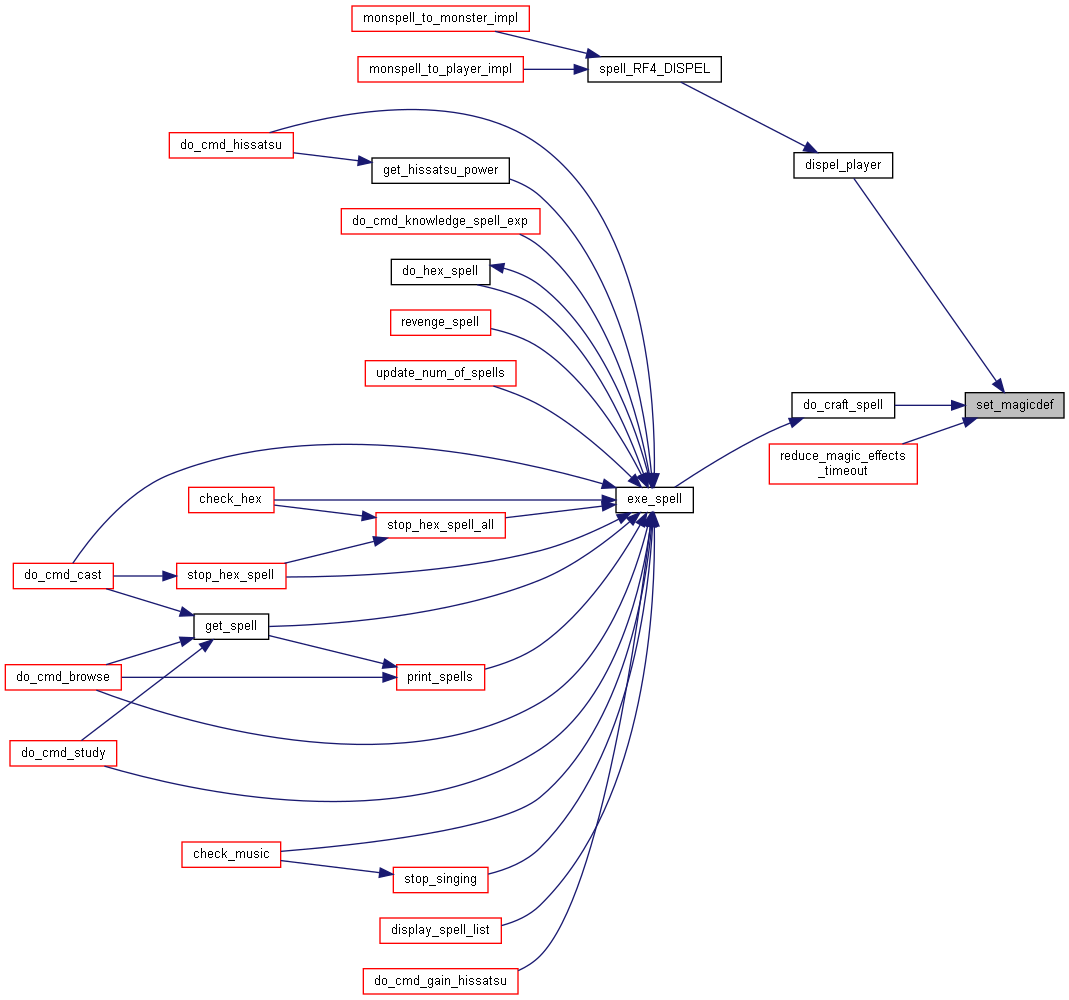 monspell_to_monster_impl
monspell_to_player_impl
spell_RF4_DISPEL
do_cmd_hissatsu
get_hissatsu_power
dispel_player
do_cmd_knowledge_spell_exp
do_hex_spell
revenge_spell
update_num_of_spells
do_craft_spell
set_magicdef
reduce_magic_effects
_timeout
check_hex
exe_spell
stop_hex_spell_all
do_cmd_cast
stop_hex_spell
get_spell
do_cmd_browse
print_spells
do_cmd_study
check_music
stop_singing
display_spell_list
do_cmd_gain_hissatsu